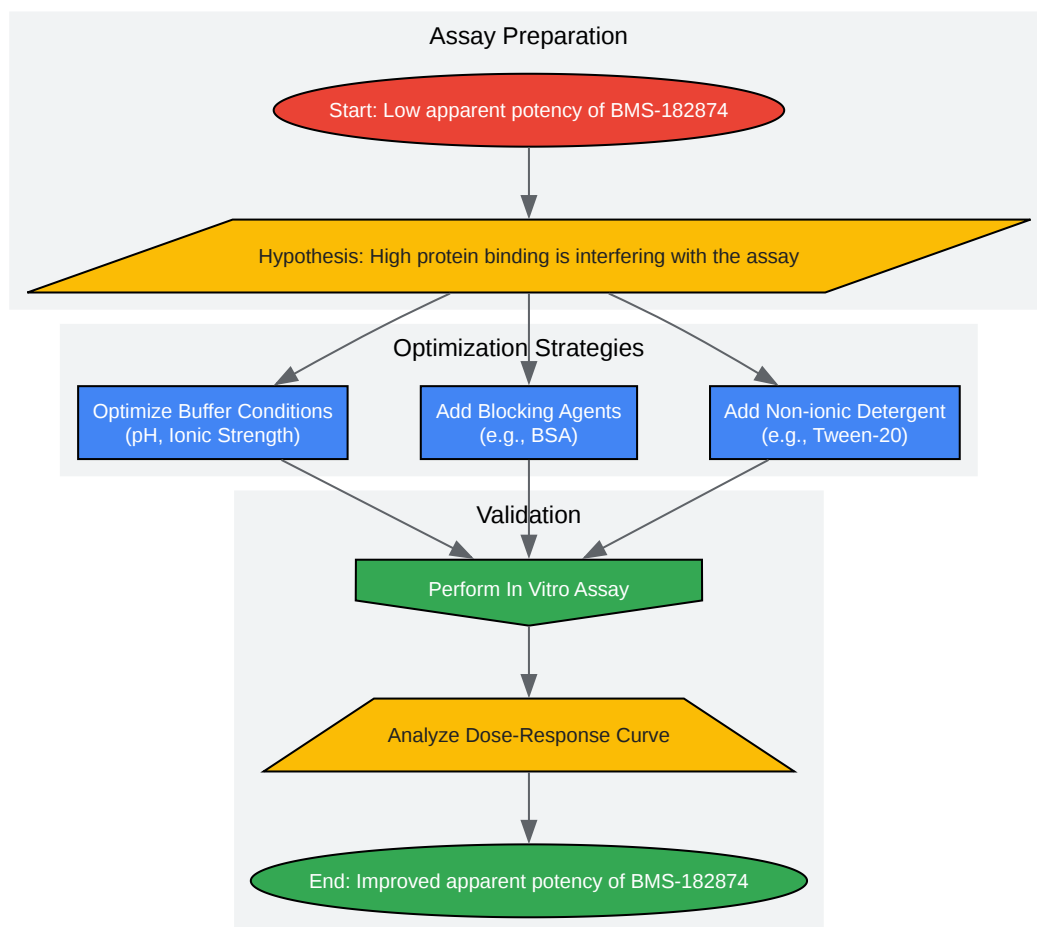 Assay Preparation
Start: Low apparent potency of BMS-182874
Hypothesis: High protein binding is interfering with the assay
Optimization Strategies
Optimize Buffer Conditions
(pH, Ionic Strength)
Add Blocking Agents
(e.g., BSA)
Add Non-ionic Detergent
(e.g., Tween-20)
Validation
Perform In Vitro Assay
Analyze Dose-Response Curve
End: Improved apparent potency of BMS-182874